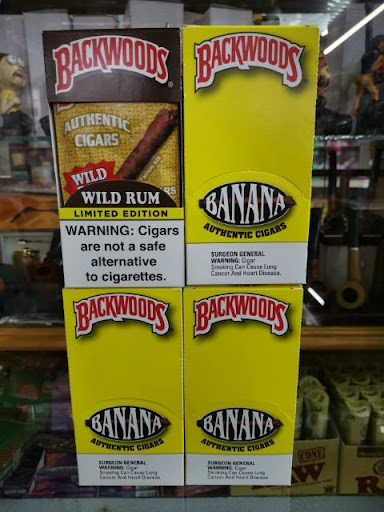 BACKWOODS®
AUTHENTIC
CIGARS
WILD
WILD RUM
LIMITED EDITION
WARNING: Cigars
are not a safe
alternative
to cigarettes.
BACKWOODS
BANANA
AUTHENTIC CIGARS
SURGEON GENERAL
WARNING: Cigar
Smoking Can Cause Lung
Cancer And Heart Disease.
BACKWOODS
BANANA
AUTHENTIC CIGARS
SURGEON GENERAL
WARNING: Cigar
Smoking Can Cause Lung
Cancer And Heart Disease
BACKWOODS
BANANA
AUTHENTIC CIGARS
SURGEON GENERAL
WARNING: Cigar
Smoking Can Cause Lung
Cancer And Heart Disease
CONE
RAW